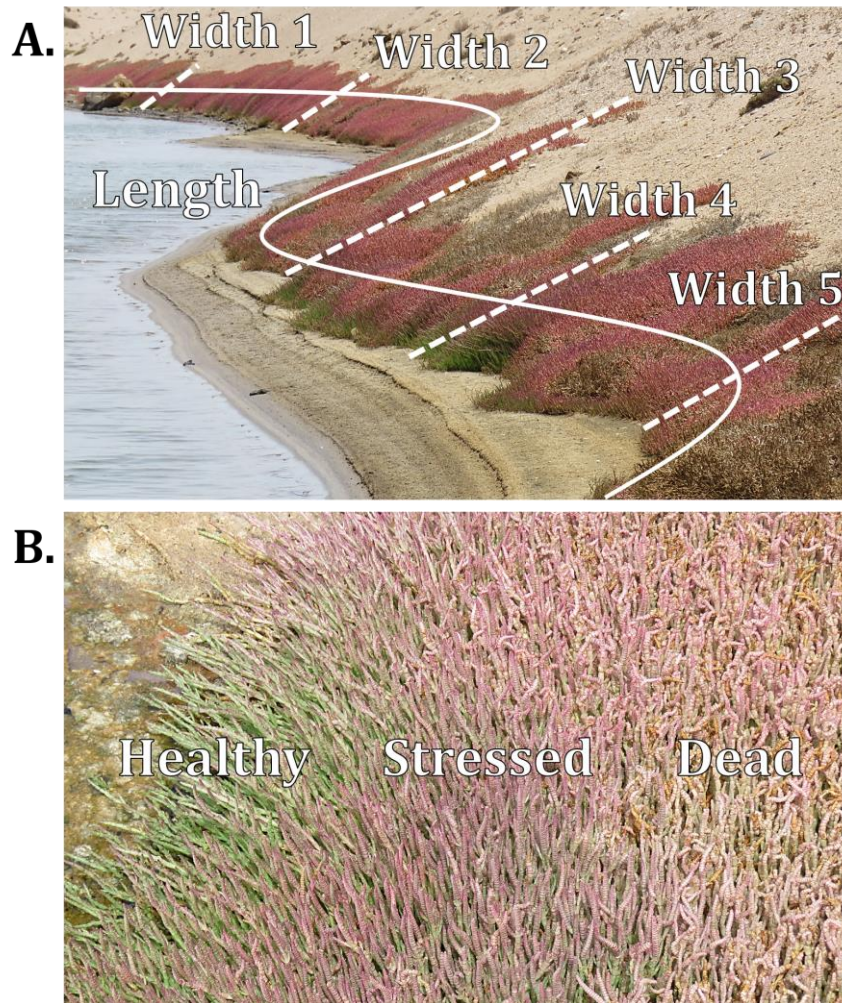 A.
Width 1
Width 2
Width 3
Length
Width 4
Width 5
B.
Healthy Stressed Dead